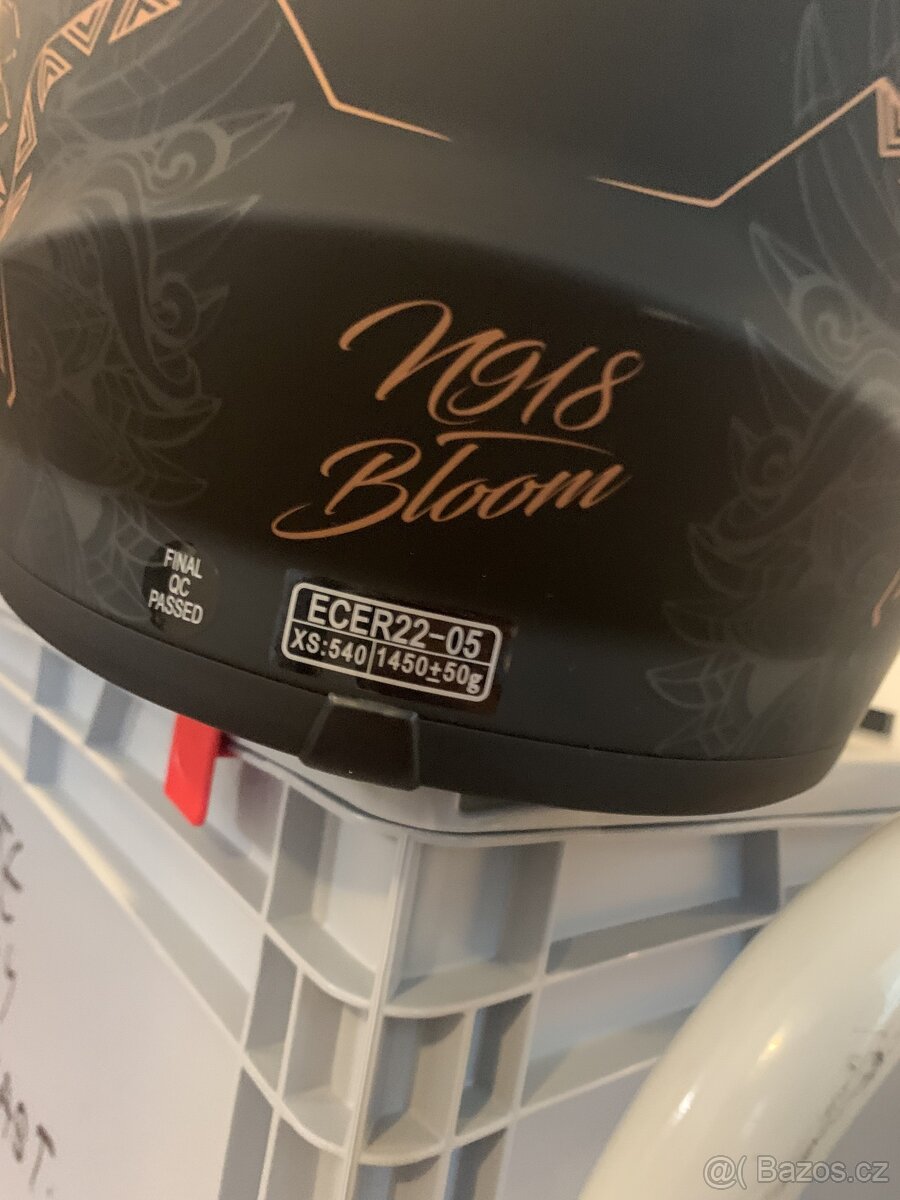 N918
Bloom
FINAL
QC
PASSED
ECER22-05
XS:540 1450±50g
@( Bazos.cz